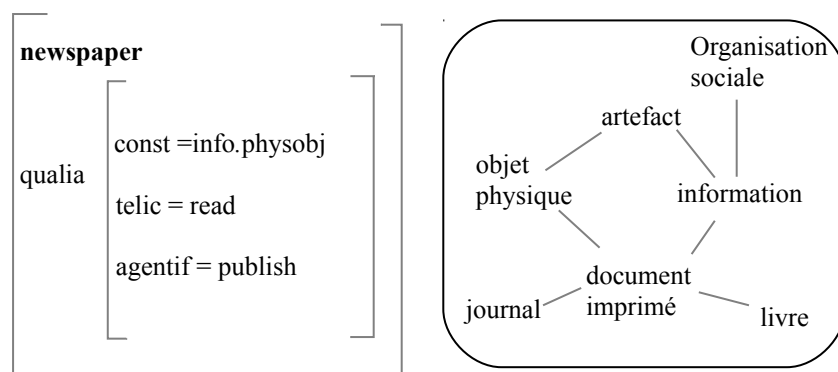 newspaper
qualia
const =info.physobj
telic = read
agentif = publish
Organisation
sociale
artefact
objet
physique
information
document
imprimé
journal
livre